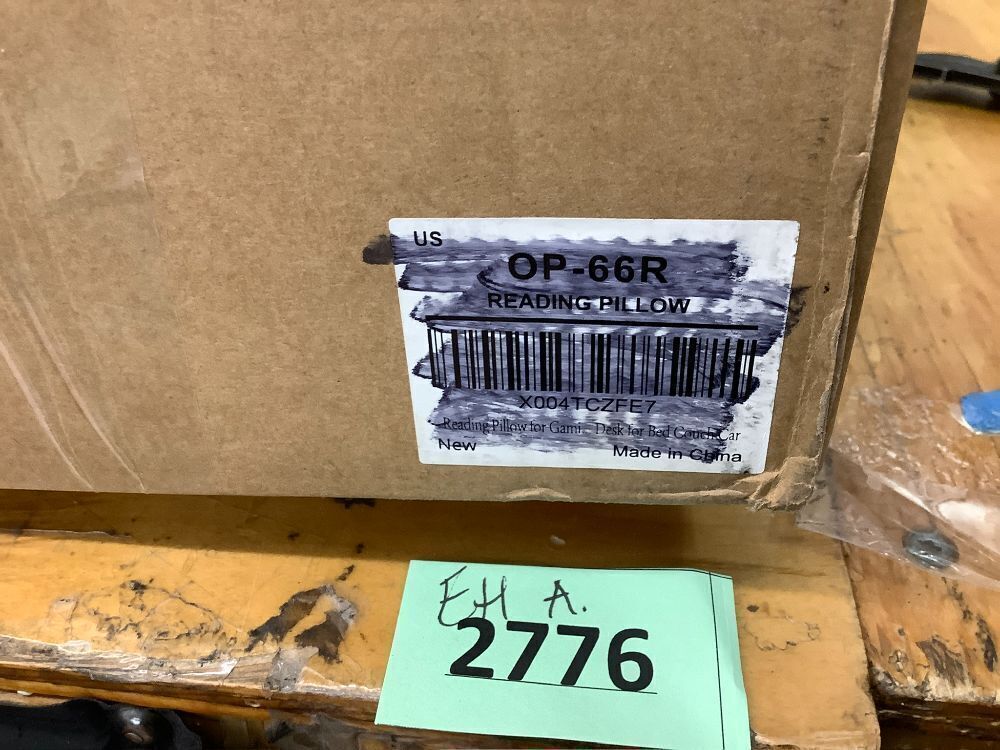 US
OP-66R
READING PILLOW
X004TCZFE7
Reading Pillow for Gami... Desk for Bed Couch Car
New
Made in China
EH A.
2776